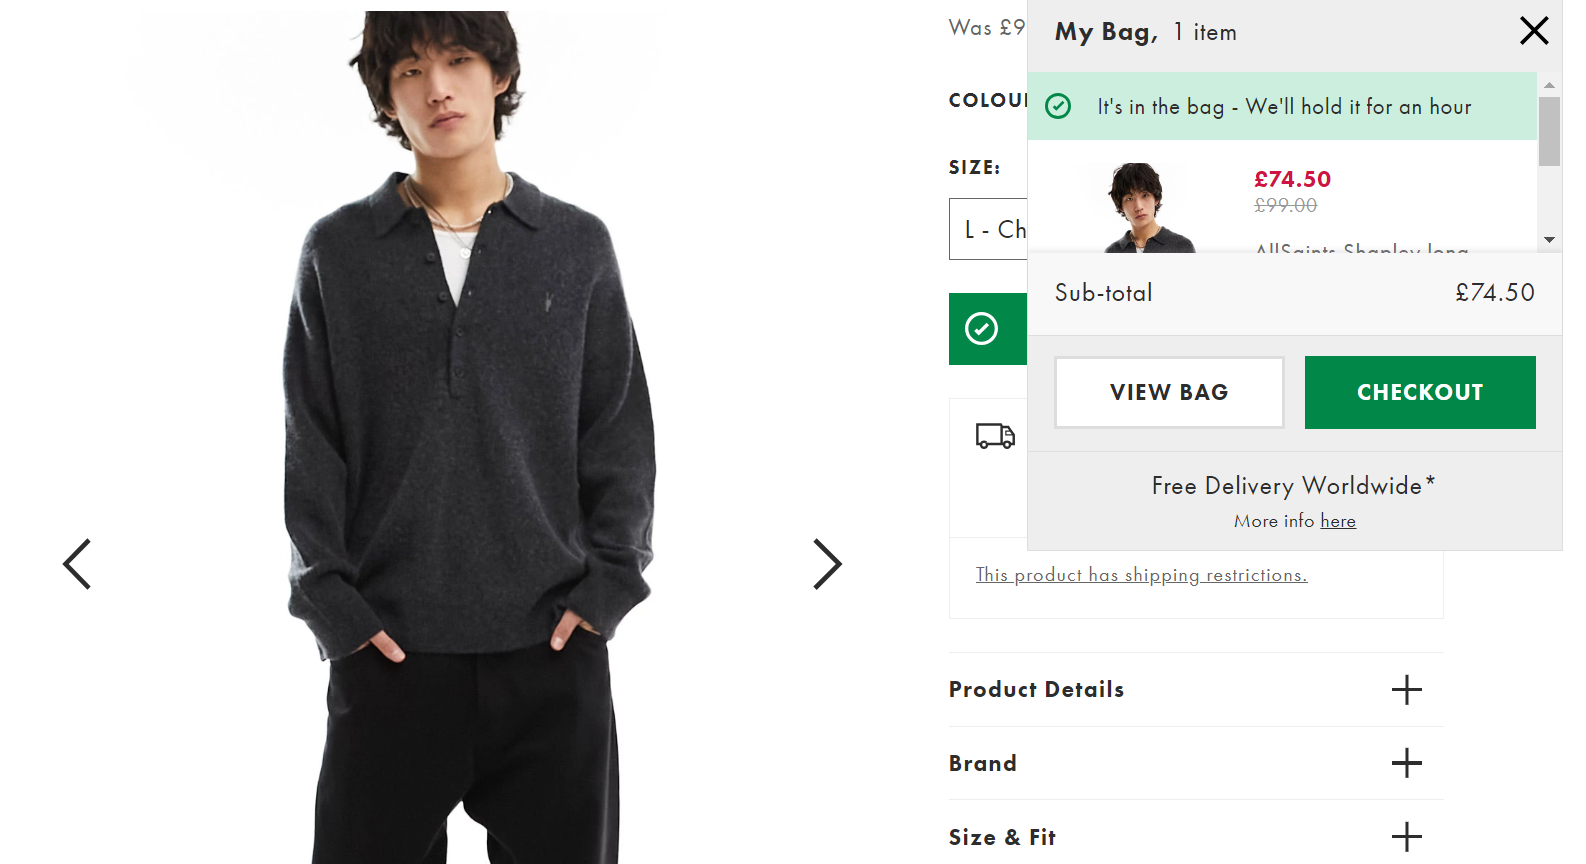 Was £9
COLOU
SIZE:
L - Ch
My Bag, 1 item
It's in the bag - We'll hold it for an hour
£74.50
£99.00
AllSaints Shapley long
Sub-total £74.50
VIEW BAG
CHECKOUT
Free Delivery Worldwide*
More info here
This product has shipping restrictions.
Product Details
Brand
Size & Fit